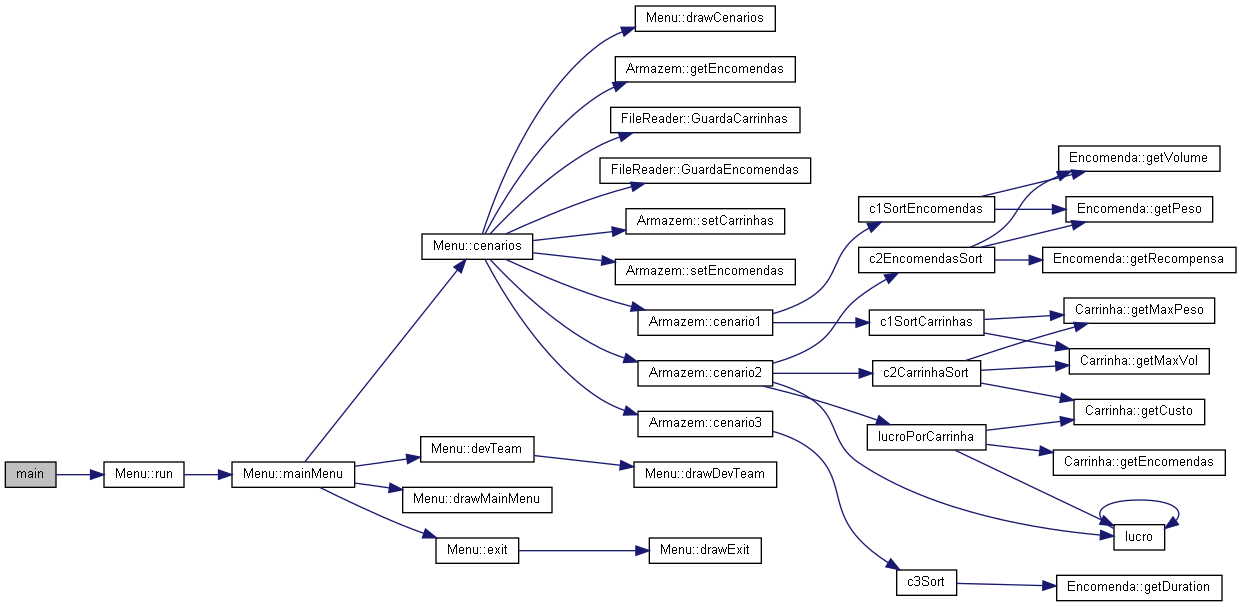 Menu::drawCenarios
Armazem::getEncomendas
FileReader::GuardaCarrinhas
FileReader::GuardaEncomendas
Armazem::setCarrinhas
Armazem::setEncomendas
Menu::cenarios
Armazem::cenario1
Armazem::cenario2
Armazem::cenario3
c1SortEncomendas
c2EncomendasSort
c1SortCarrinhas
c2CarrinhaSort
lucroPorCarrinha
Encomenda::getVolume
Encomenda::getPeso
Encomenda::getRecompensa
Carrinha::getMaxPeso
Carrinha::getMaxVol
Carrinha::getCusto
Carrinha::getEncomendas
lucro
main
Menu::run
Menu::mainMenu
Menu::devTeam
Menu::drawDevTeam
Menu::drawMainMenu
Menu::exit
Menu::drawExit
c3Sort
Encomenda::getDuration